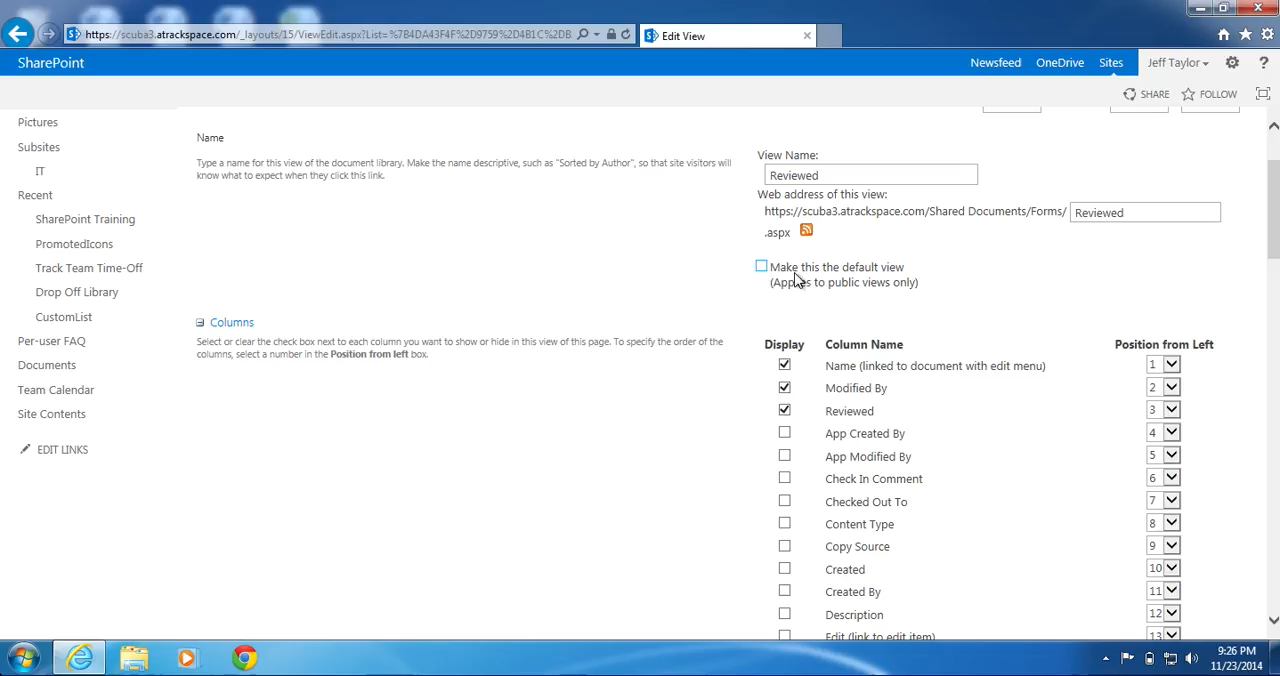 https://scuba3.atrackspace.com/_layouts/15/ViewEdit.aspx?List=%7B4DA43F4F%2D9759%2D4B1C%2DB.
Edit View
SharePoint
Newsfeed
OneDrive
Sites
Jeff Taylor
?
SHARE
FOLLOW
Pictures
Subsites
IT
Recent
SharePoint Training
PromotedIcons
Track Team Time-Off
Drop Off Library
CustomList
Per-user FAQ
Documents
Team Calendar
Site Contents
EDIT LINKS
Name
Type a name for this view of the document library. Make the name descriptive, such as "Sorted by Author", so that site visitors will
know what to expect when they click this link.
View Name:
Reviewed
Web address of this view:
https://scuba3.atrackspace.com/Shared Documents/Forms/ Reviewed
.aspx
Make this the default view
(Applies to public views only)
Columns
Select or clear the check box next to each column you want to show or hide in this view of this page. To specify the order of the
columns, select a number in the Position from left box.
Display Column Name Position from Left
Name (linked to document with edit menu) 1
Modified By 2
Reviewed 3
App Created By 4
App Modified By 5
Check In Comment 6
Checked Out To 7
Content Type 8
Copy Source 9
Created 10
Created By 11
Description 12
Edit (link to edit item) 13
9:26 PM
11/23/2014